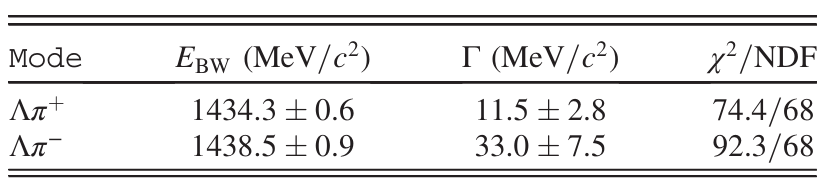 Mode E_BW (MeV/c²) Γ (MeV/c²) χ²/NDF
Λπ⁺ 1434.3 ± 0.6 11.5 ± 2.8 74.4/68
Λπ⁻ 1438.5 ± 0.9 33.0 ± 7.5 92.3/68